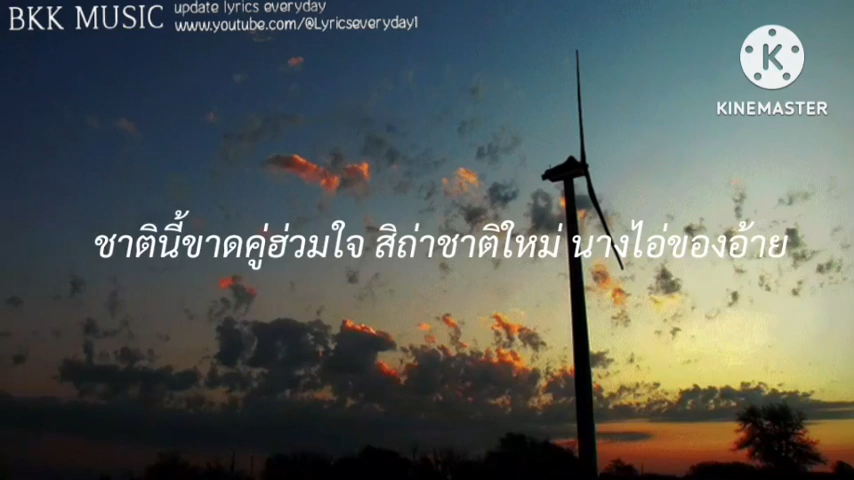 BKK MUSIC
update lyrics everyday
www.youtube.com/@Lyricseveryday1
KINEMASTER
ชาตินี้ขาดคู่ฮ่วมใจ สิถ่าชาติใหม่ นางไอ่ของอ้าย